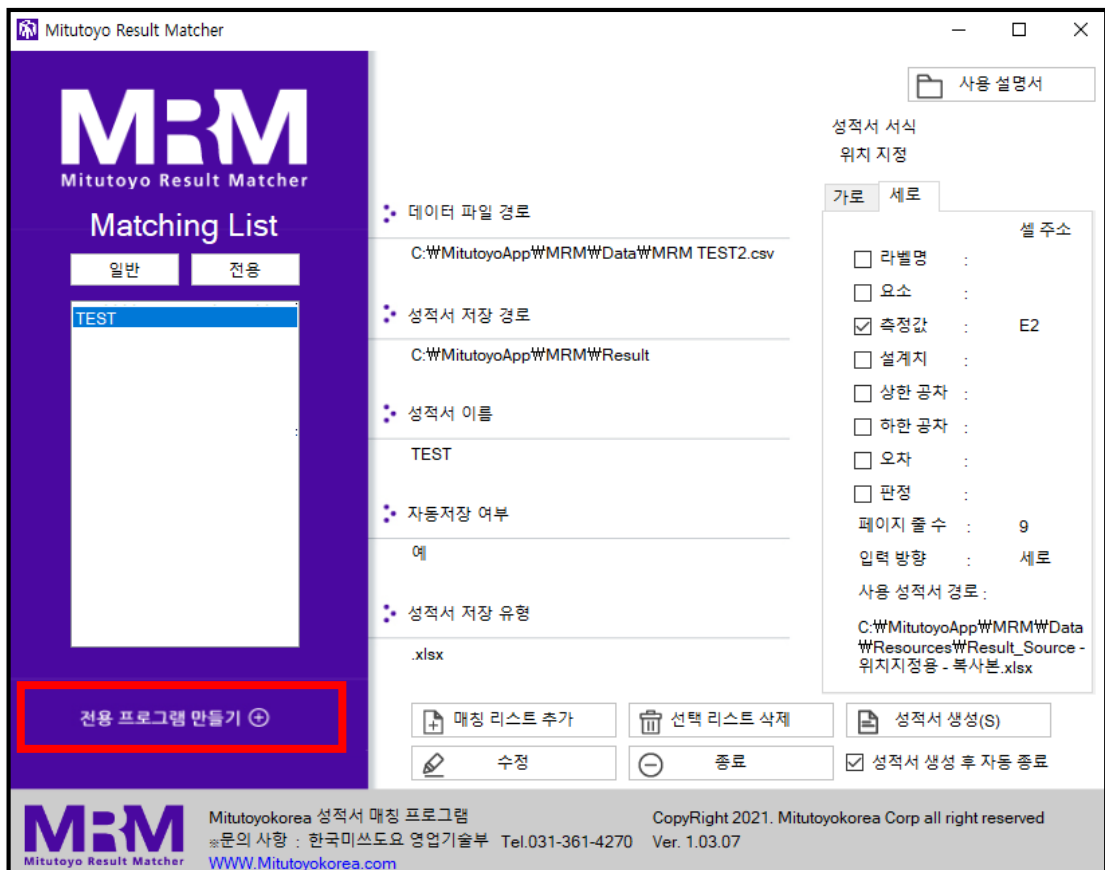 Mitutoyo Result Matcher
MRM
Mitutoyo Result Matcher
Matching List
일반
전용
TEST
전용 프로그램 만들기
데이터 파일 경로
C:₩MitutoyoApp₩MRM₩Data₩MRM TEST2.csv
성적서 저장 경로
C:₩MitutoyoApp₩MRM₩Result
성적서 이름
TEST
자동저장 여부
예
성적서 저장 유형
.xlsx
사용 설명서
성적서 서식
위치 지정
가로 세로
셀 주소
라벨명 :
요소 :
측정값 : E2
설계치 :
상한 공차 :
하한 공차 :
오차 :
판정 :
페이지 줄 수 : 9
입력 방향 : 세로
사용 성적서 경로 :
C:₩MitutoyoApp₩MRM₩Data
₩Resources₩Result_Source -
위치지정용 - 복사본.xlsx
매칭 리스트 추가
선택 리스트 삭제
성적서 생성(S)
수정
종료
성적서 생성 후 자동 종료
MRM
Mitutoyo Result Matcher
Mitutoyokorea 성적서 매칭 프로그램
※문의 사항 : 한국미쓰도요 영업기술부 Tel.031-361-4270
WWW.Mitutoyokorea.com
CopyRight 2021. Mitutoyokorea Corp all right reserved
Ver. 1.03.07